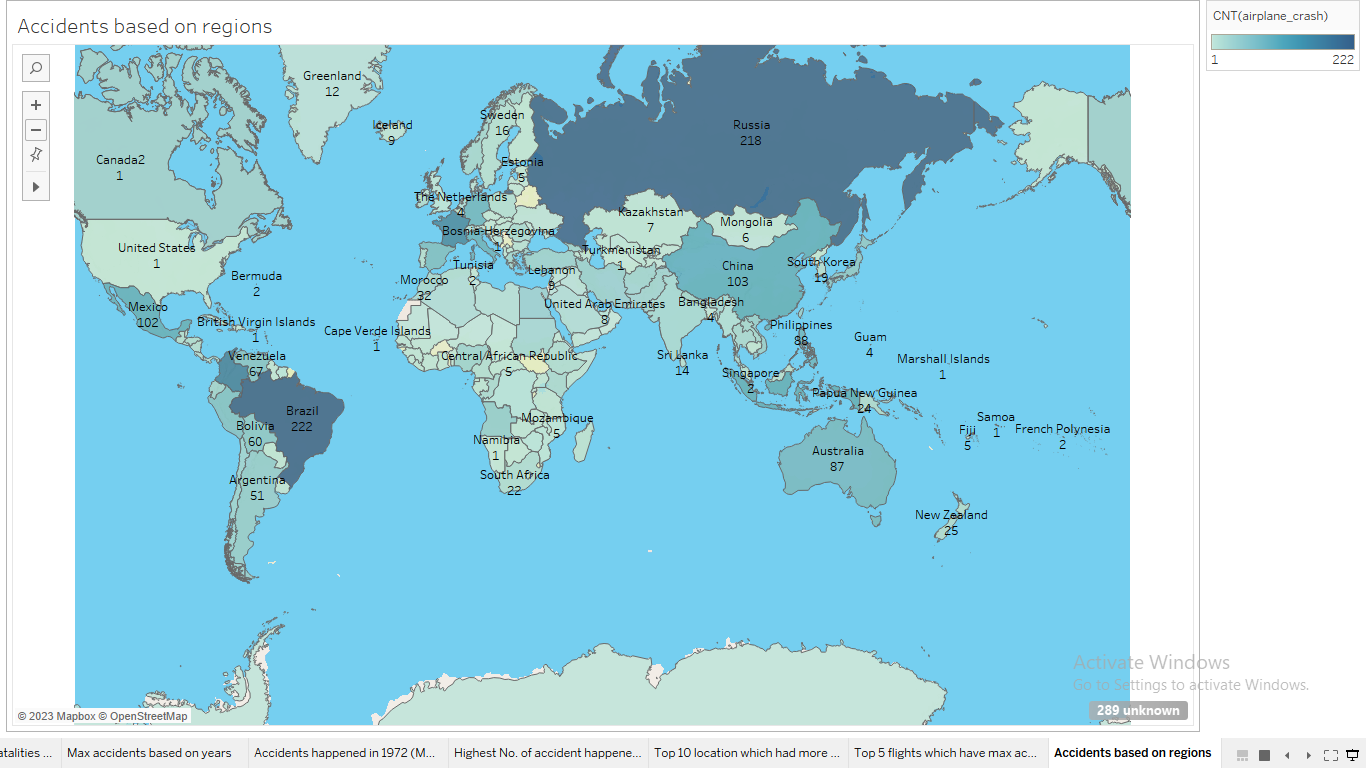 Accidents based on regions
CNT(airplane_crash)
1
222
Greenland
12
Iceland
9
Sweden
16
Russia
218
Canada2
1
Estonia
5
The Netherlands
4
Kazakhstan
7
Mongolia
6
Bosnia-Herzegovina
1
United States
1
Turkmenistan
1
China
103
South Korea
19
Bermuda
2
Tunisia
2
Lebanon
9
Morocco
32
Mexico
102
United Arab Emirates
8
Bangladesh
4
British Virgin Islands
1
Cape Verde Islands
1
Philippines
88
Guam
4
Venezuela
67
Central African Republic
5
Sri Lanka
14
Marshall Islands
1
Singapore
2
Papua New Guinea
24
Brazil
222
Mozambique
5
Samoa
1
Bolivia
60
Fiji
5
French Polynesia
2
Namibia
1
Australia
87
Argentina
51
South Africa
22
New Zealand
25
Activate Windows
Go to Settings to activate Windows.
© 2023 Mapbox © OpenStreetMap
289 unknown
atalities ...
Max accidents based on years
Accidents happened in 1972 (M...
Highest No. of accident happene...
Top 10 location which had more ...
Top 5 flights which have max ac...
Accidents based on regions